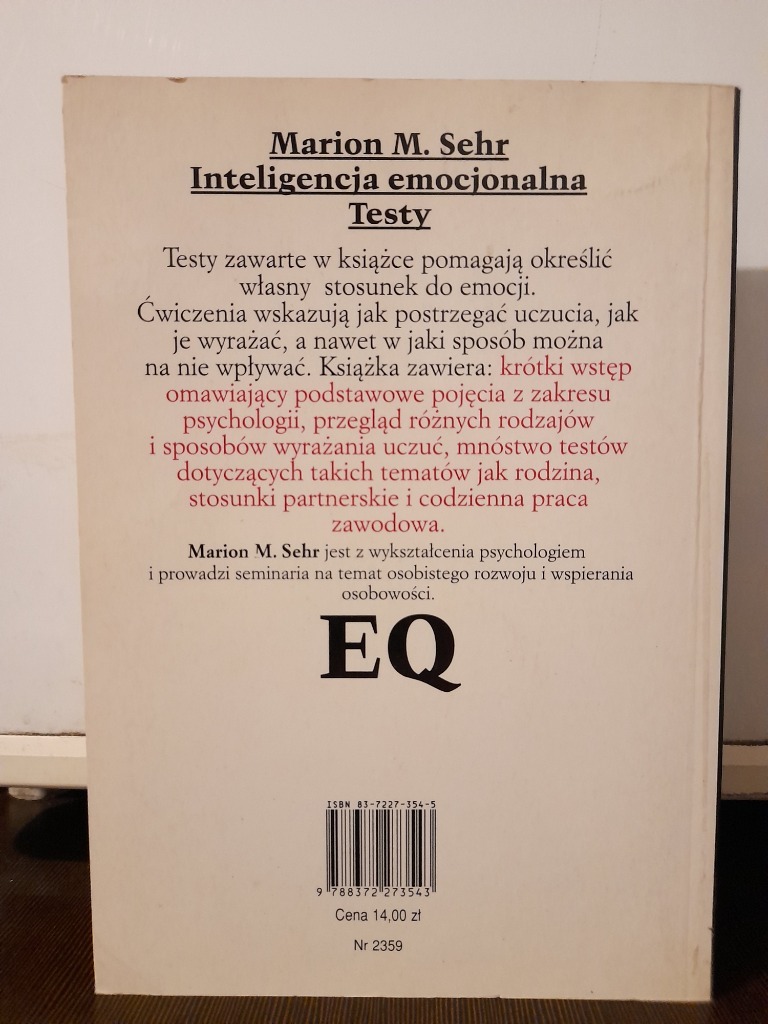 Marion M. Sehr
Inteligencja emocjonalna
Testy
Testy zawarte w książce pomagają określić
własny stosunek do emocji.
Ćwiczenia wskazują jak postrzegać uczucia, jak
je wyrażać, a nawet w jaki sposób można
na nie wpływać. Książka zawiera: krótki wstęp
omawiający podstawowe pojęcia z zakresu
psychologii, przegląd różnych rodzajów
i sposobów wyrażania uczuć, mnóstwo testów
dotyczących takich tematów jak rodzina,
stosunki partnerskie i codzienna praca
zawodowa.
Marion M. Sehr jest z wykształcenia psychologiem
i prowadzi seminaria na temat osobistego rozwoju i wspierania
osobowości.
EQ
ISBN 83-7227-354-5
9 788372 273543
Cena 14,00 zł
Nr 2359